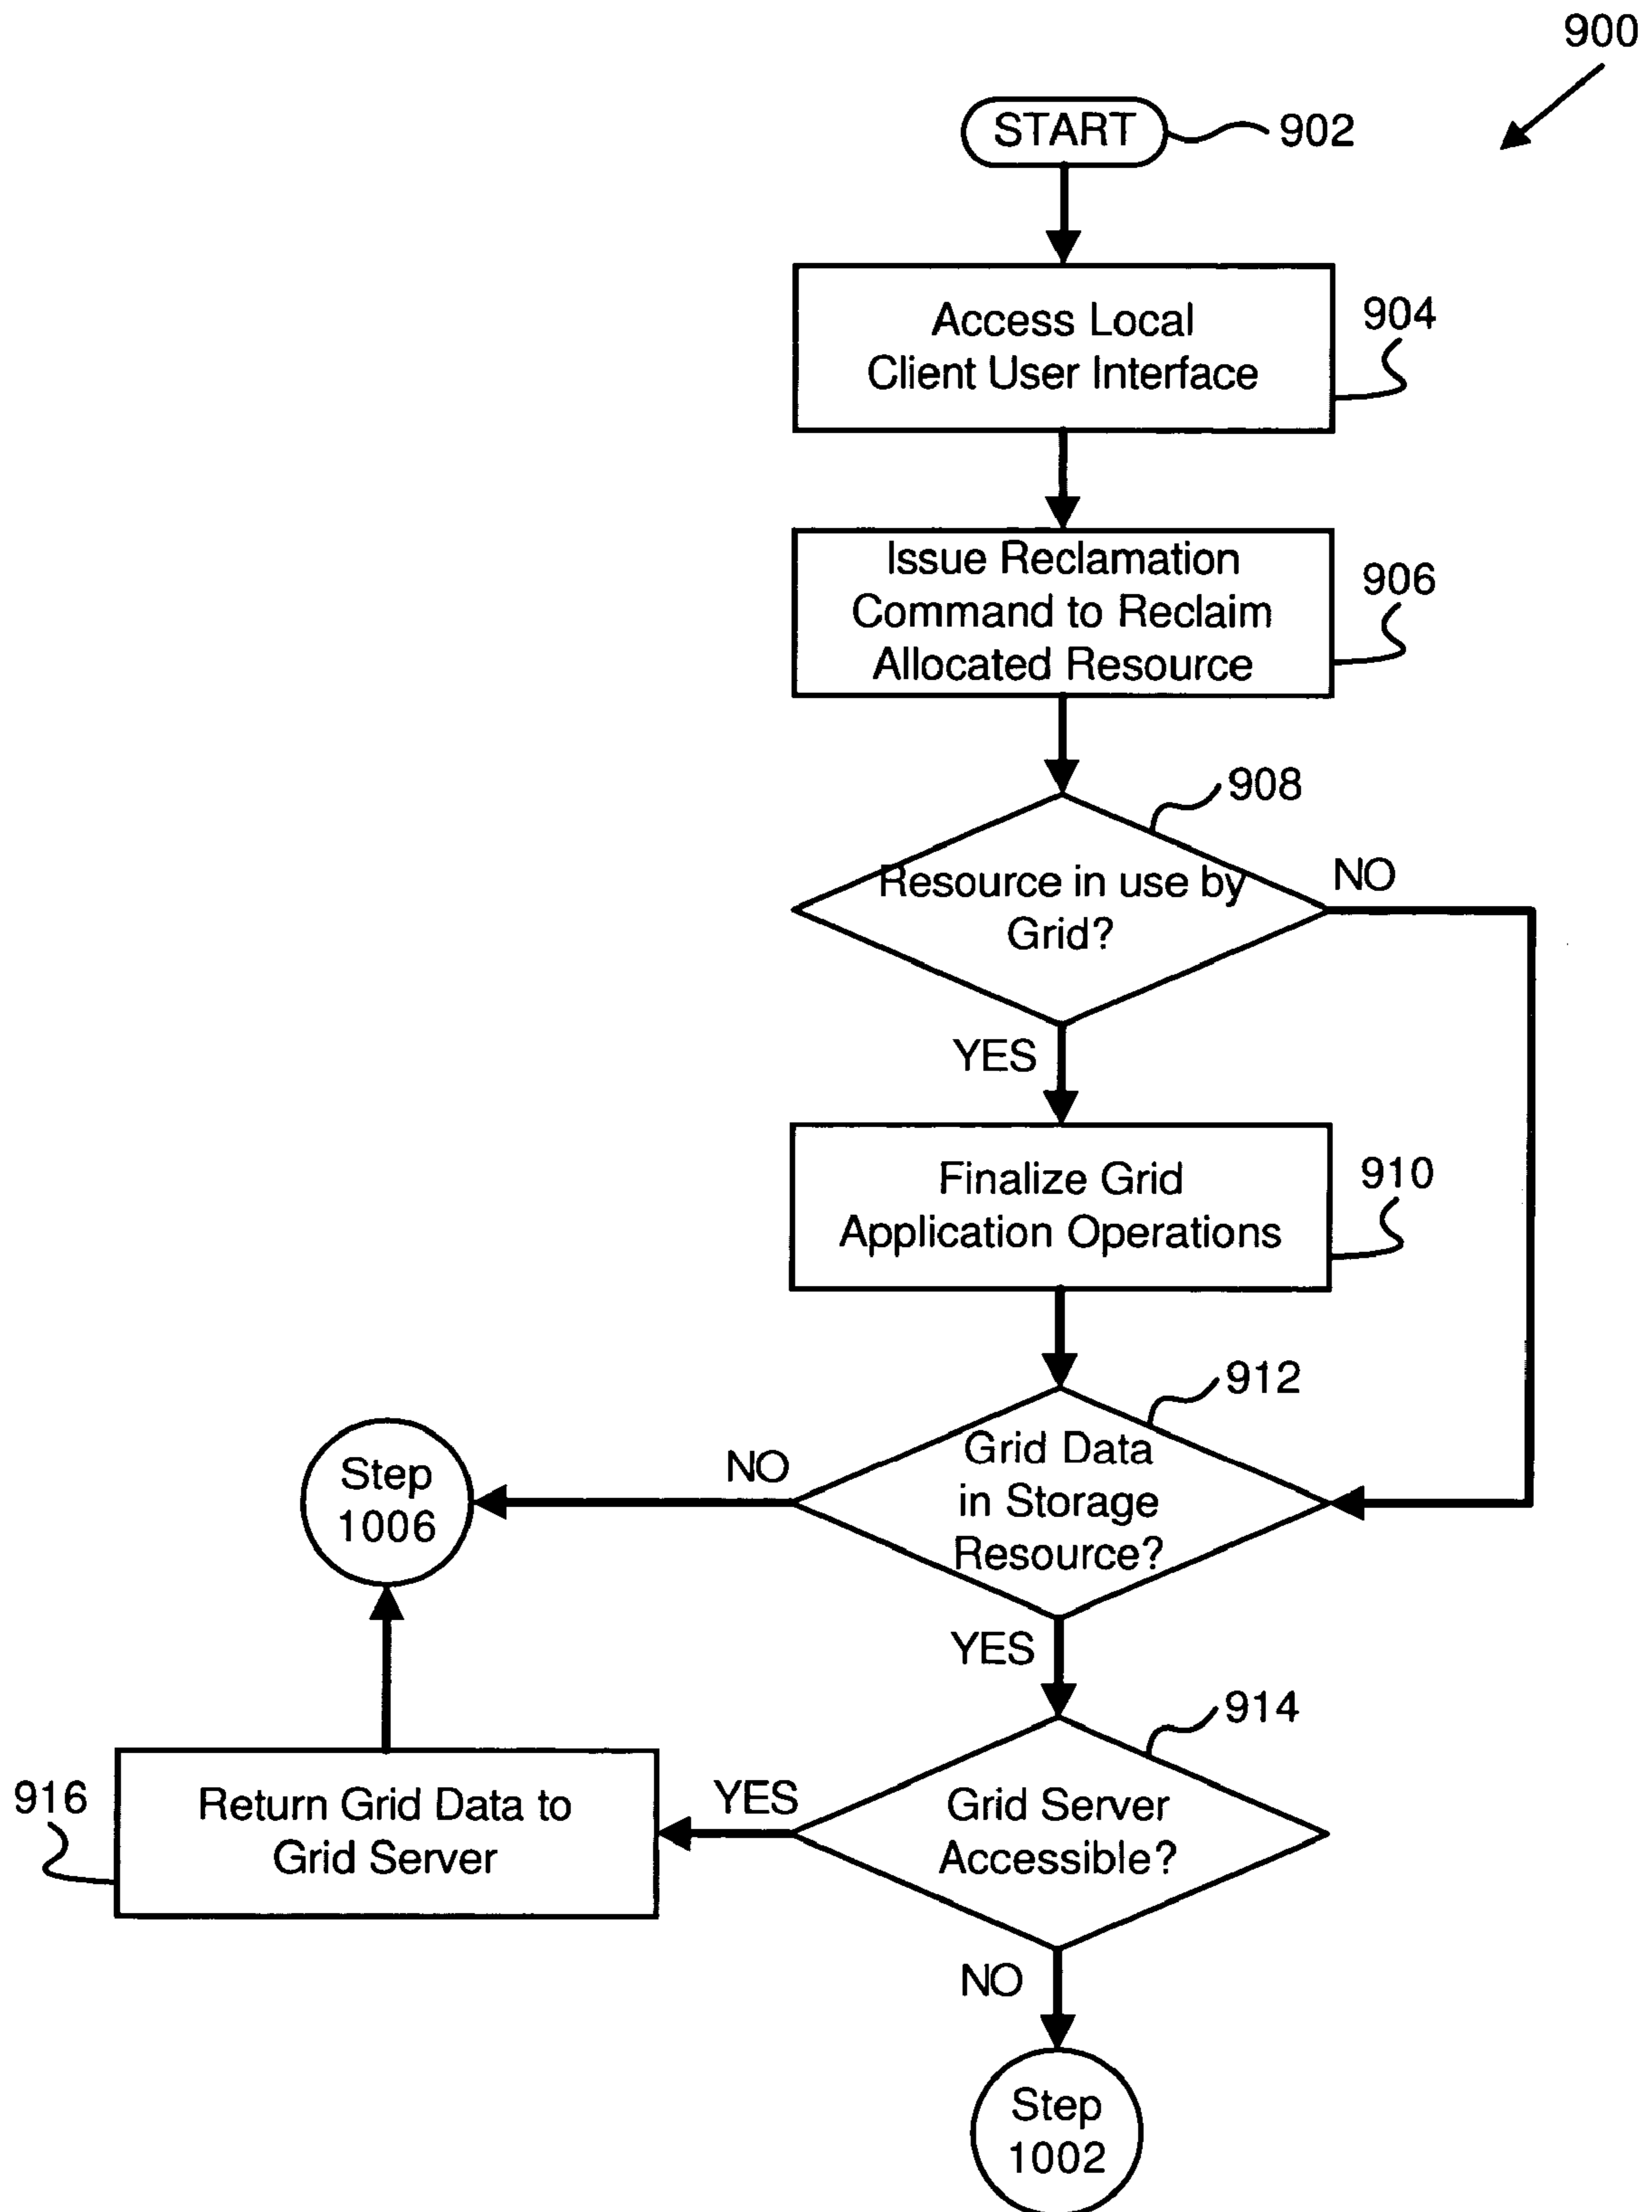 900
START
902
Access Local
Client User Interface
904
Issue Reclamation
Command to Reclaim
Allocated Resource
906
908
Resource in use by
Grid?
NO
YES
Finalize Grid
Application Operations
910
912
Grid Data
in Storage
Resource?
NO
Step
1006
YES
914
Grid Server
Accessible?
YES
916
Return Grid Data to
Grid Server
NO
Step
1002